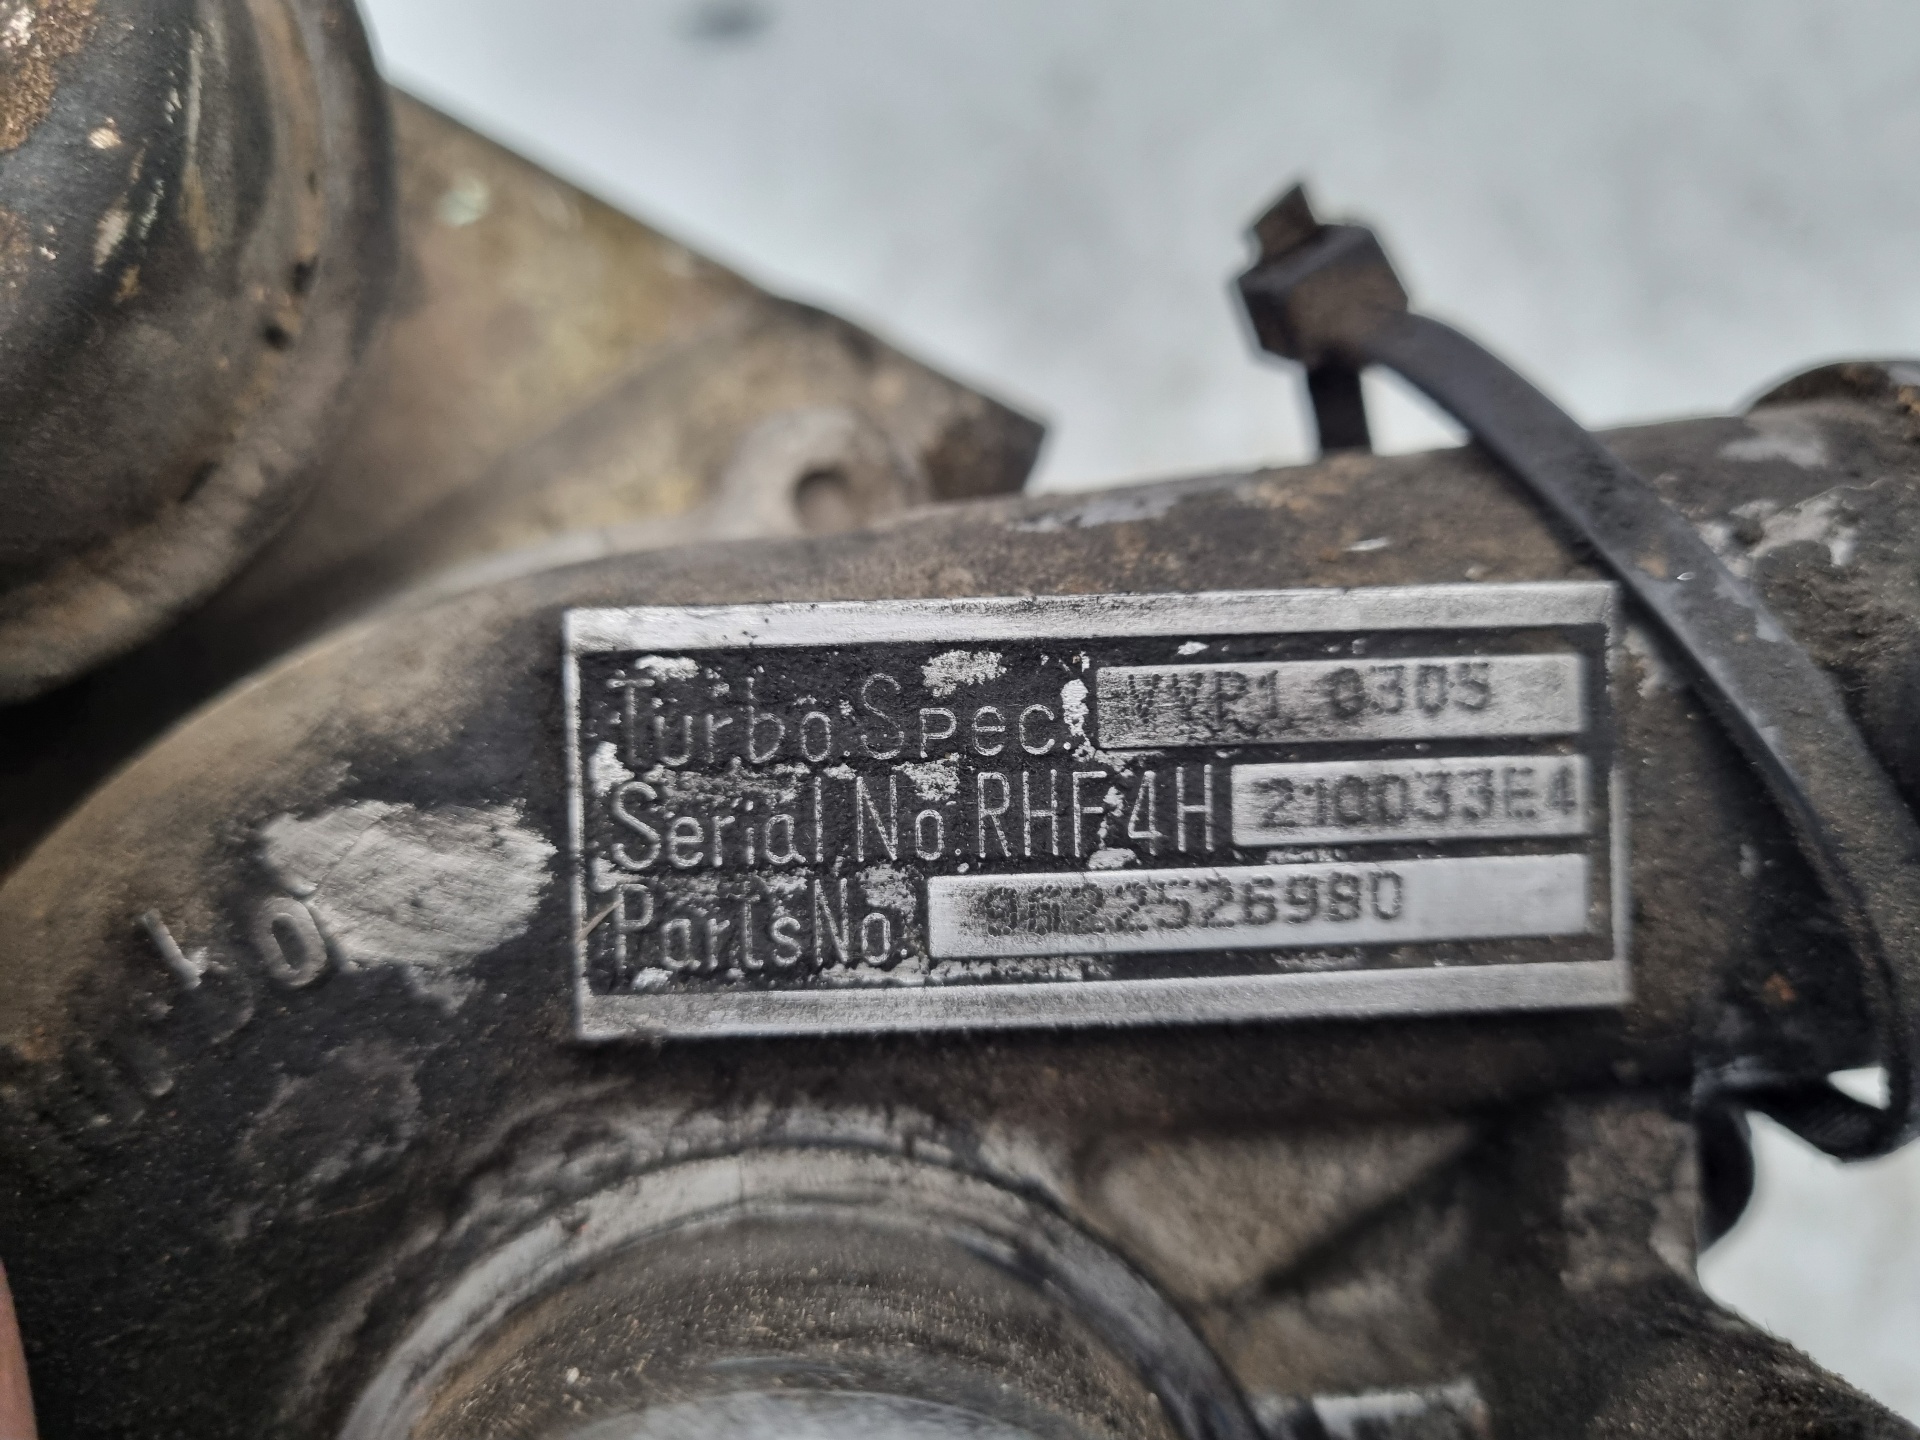 Turbo.Spec. VVP1 0305
Serial No. RHF4H 210033E4
Parts No. 9622526980